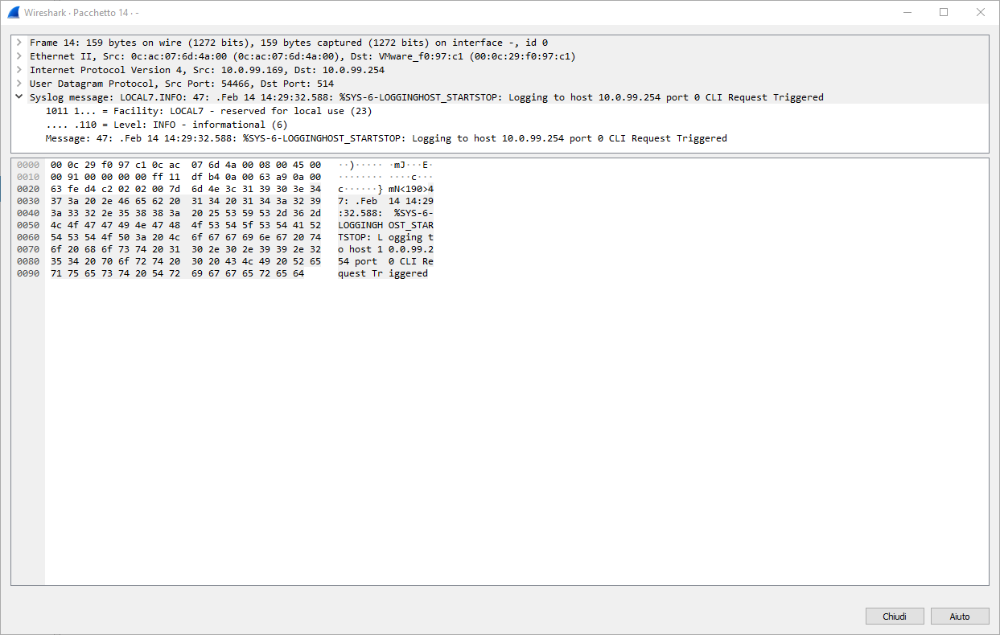 Wireshark · Pacchetto 14 · -
Frame 14: 159 bytes on wire (1272 bits), 159 bytes captured (1272 bits) on interface -, id 0
Ethernet II, Src: 0c:ac:07:6d:4a:00 (0c:ac:07:6d:4a:00), Dst: VMware_f0:97:c1 (00:0c:29:f0:97:c1)
Internet Protocol Version 4, Src: 10.0.99.169, Dst: 10.0.99.254
User Datagram Protocol, Src Port: 54466, Dst Port: 514
Syslog message: LOCAL7.INFO: 47: .Feb 14 14:29:32.588: %SYS-6-LOGGINGHOST_STARTSTOP: Logging to host 10.0.99.254 port 0 CLI Request Triggered
1011 1... = Facility: LOCAL7 - reserved for local use (23)
.... .110 = Level: INFO - informational (6)
Message: 47: .Feb 14 14:29:32.588: %SYS-6-LOGGINGHOST_STARTSTOP: Logging to host 10.0.99.254 port 0 CLI Request Triggered
0000 00 0c 29 f0 97 c1 0c ac 07 6d 4a 00 08 00 45 00 ··)····· ·mJ···E·
0010 00 91 00 00 00 00 ff 11 df b4 0a 00 63 a9 0a 00 ········ ····c···
0020 63 fe d4 c2 02 02 00 7d 6d 4e 3c 31 39 30 3e 34 c······} mN<190>4
0030 37 3a 20 2e 46 65 62 20 31 34 20 31 34 3a 32 39 7: .Feb 14 14:29
0040 3a 33 32 2e 35 38 38 3a 20 25 53 59 53 2d 36 2d :32.588: %SYS-6-
0050 4c 4f 47 47 49 4e 47 48 4f 53 54 5f 53 54 41 52 LOGGINGH OST_STAR
0060 54 53 54 4f 50 3a 20 4c 6f 67 67 69 6e 67 20 74 TSTOP: L ogging t
0070 6f 20 68 6f 73 74 20 31 30 2e 30 2e 39 39 2e 32 o host 1 0.0.99.2
0080 35 34 20 70 6f 72 74 20 30 20 43 4c 49 20 52 65 54 port 0 CLI Re
0090 71 75 65 73 74 20 54 72 69 67 67 65 72 65 64 quest Tr iggered
Chiudi Aiuto